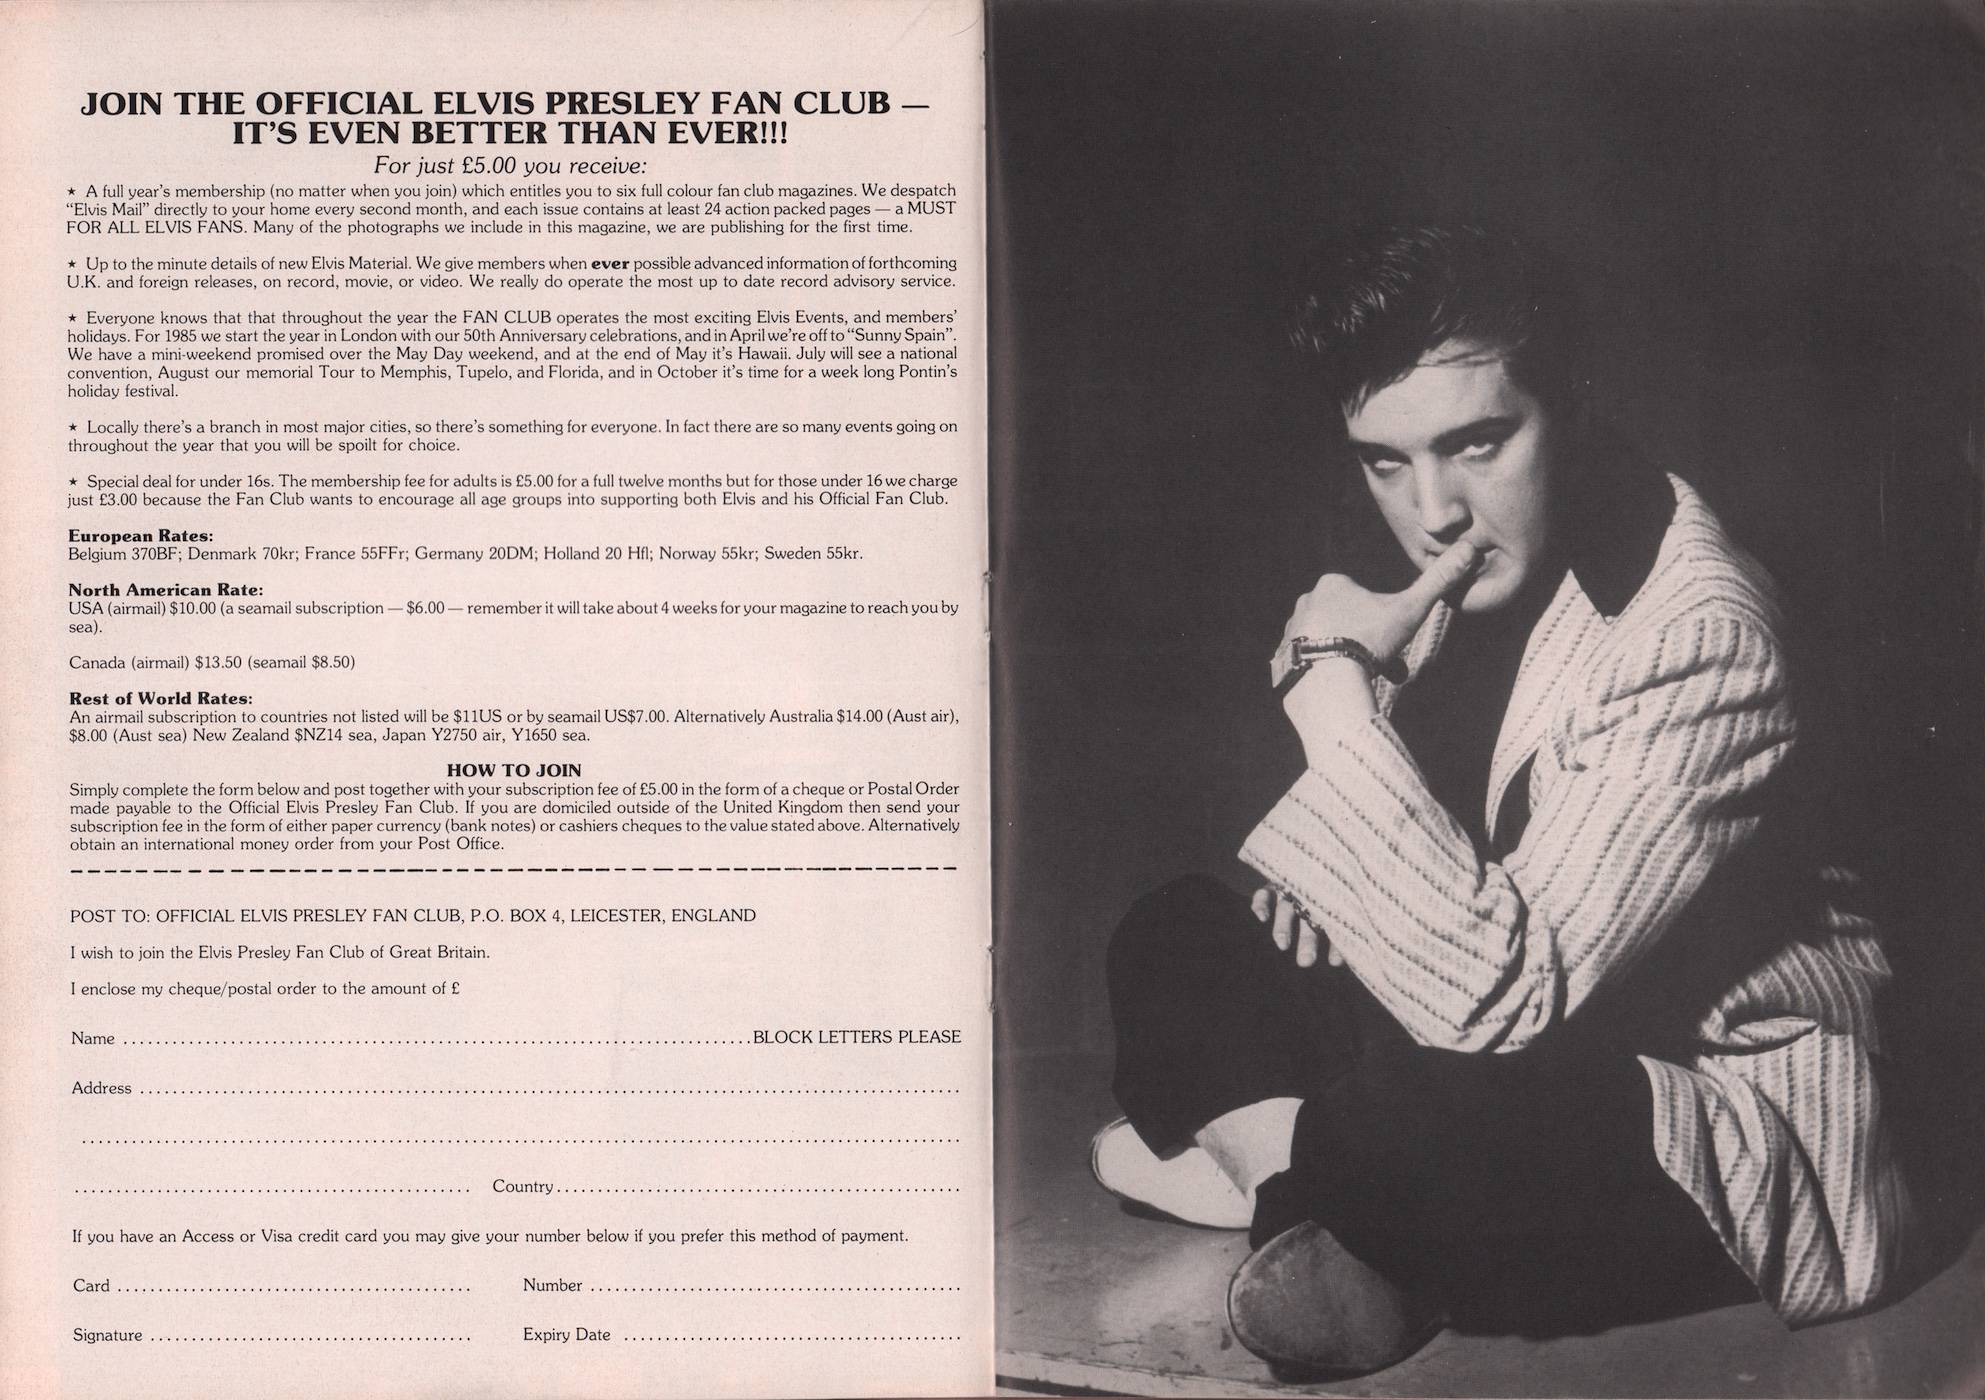 JOIN THE OFFICIAL ELVIS PRESLEY FAN CLUB —
IT'S EVEN BETTER THAN EVER!!!
For just £5.00 you receive:
★ A full year's membership (no matter when you join) which entitles you to six full colour fan club magazines. We despatch
"Elvis Mail" directly to your home every second month, and each issue contains at least 24 action packed pages — a MUST
FOR ALL ELVIS FANS. Many of the photographs we include in this magazine, we are publishing for the first time.
★ Up to the minute details of new Elvis Material. We give members when ever possible advanced information of forthcoming
U.K. and foreign releases, on record, movie, or video. We really do operate the most up to date record advisory service.
★ Everyone knows that that throughout the year the FAN CLUB operates the most exciting Elvis Events, and members'
holidays. For 1985 we start the year in London with our 50th Anniversary celebrations, and in April we're off to "Sunny Spain".
We have a mini-weekend promised over the May Day weekend, and at the end of May it's Hawaii. July will see a national
convention, August our memorial Tour to Memphis, Tupelo, and Florida, and in October it's time for a week long Pontin's
holiday festival.
★ Locally there's a branch in most major cities, so there's something for everyone. In fact there are so many events going on
throughout the year that you will be spoilt for choice.
★ Special deal for under 16s. The membership fee for adults is £5.00 for a full twelve months but for those under 16 we charge
just £3.00 because the Fan Club wants to encourage all age groups into supporting both Elvis and his Official Fan Club.
European Rates:
Belgium 370BF; Denmark 70kr; France 55FFr; Germany 20DM; Holland 20 Hfl; Norway 55kr; Sweden 55kr.
North American Rate:
USA (airmail) $10.00 (a seamail subscription — $6.00 — remember it will take about 4 weeks for your magazine to reach you by
sea).
Canada (airmail) $13.50 (seamail $8.50)
Rest of World Rates:
An airmail subscription to countries not listed will be $11US or by seamail US$7.00. Alternatively Australia $14.00 (Aust air),
$8.00 (Aust sea) New Zealand $NZ14 sea, Japan Y2750 air, Y1650 sea.
HOW TO JOIN
Simply complete the form below and post together with your subscription fee of £5.00 in the form of a cheque or Postal Order
made payable to the Official Elvis Presley Fan Club. If you are domiciled outside of the United Kingdom then send your
subscription fee in the form of either paper currency (bank notes) or cashiers cheques to the value stated above. Alternatively
obtain an international money order from your Post Office.
POST TO: OFFICIAL ELVIS PRESLEY FAN CLUB, P.O. BOX 4, LEICESTER, ENGLAND
I wish to join the Elvis Presley Fan Club of Great Britain.
I enclose my cheque/postal order to the amount of £
Name ........................ BLOCK LETTERS PLEASE
Address ........................
........................
........................ Country ........................
If you have an Access or Visa credit card you may give your number below if you prefer this method of payment.
Card ........................ Number ........................
Signature ........................ Expiry Date ........................